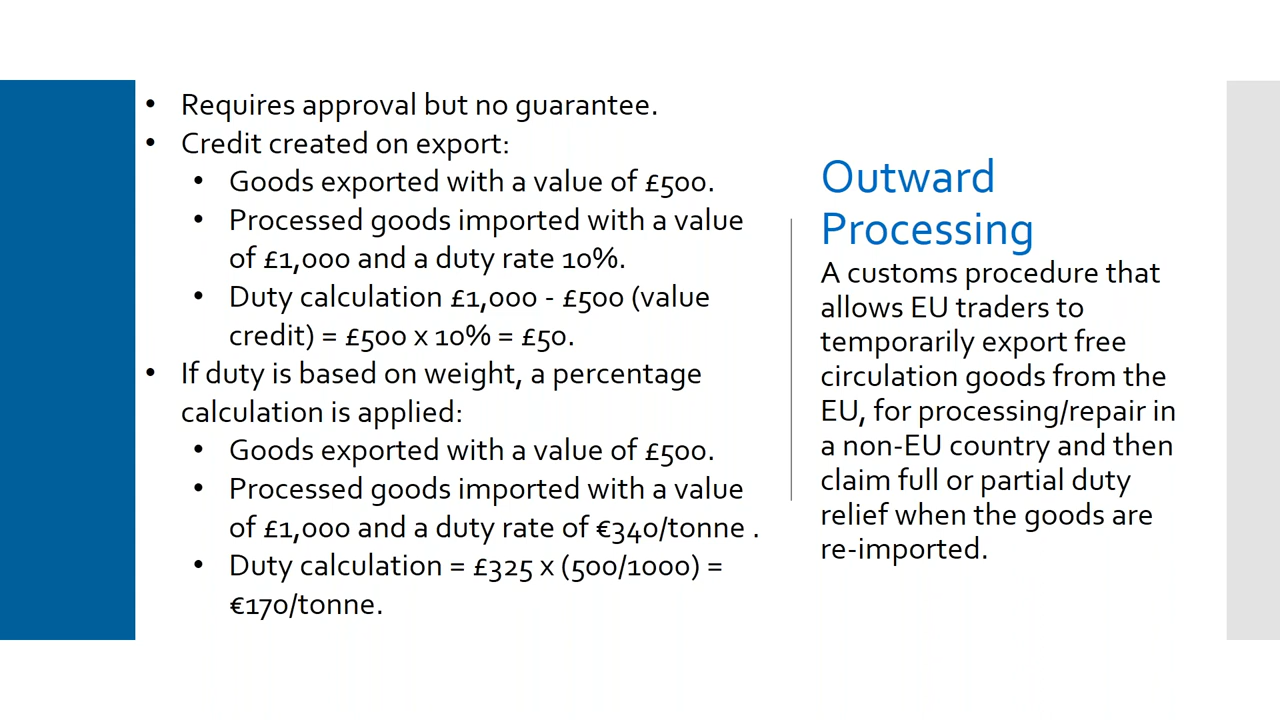 • Requires approval but no guarantee.
• Credit created on export:
• Goods exported with a value of £500.
• Processed goods imported with a value
of £1,000 and a duty rate 10%.
• Duty calculation £1,000 - £500 (value
credit) = £500 x 10% = £50.
• If duty is based on weight, a percentage
calculation is applied:
• Goods exported with a value of £500.
• Processed goods imported with a value
of £1,000 and a duty rate of €340/tonne .
• Duty calculation = £325 x (500/1000) =
€170/tonne.
Outward
Processing
A customs procedure that
allows EU traders to
temporarily export free
circulation goods from the
EU, for processing/repair in
a non-EU country and then
claim full or partial duty
relief when the goods are
re-imported.